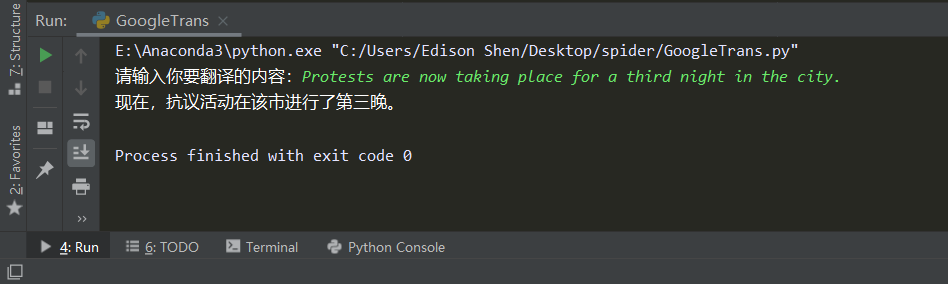 Run:
GoogleTrans
Z: Structure
2: Favorites
E:\Anaconda3\python.exe "C:/Users/Edison Shen/Desktop/spider/GoogleTrans.py"
请输入你要翻译的内容：Protests are now taking place for a third night in the city.
现在，抗议活动在该市进行了第三晚。
Process finished with exit code 0
4: Run
6: TODO
Terminal
Python Console